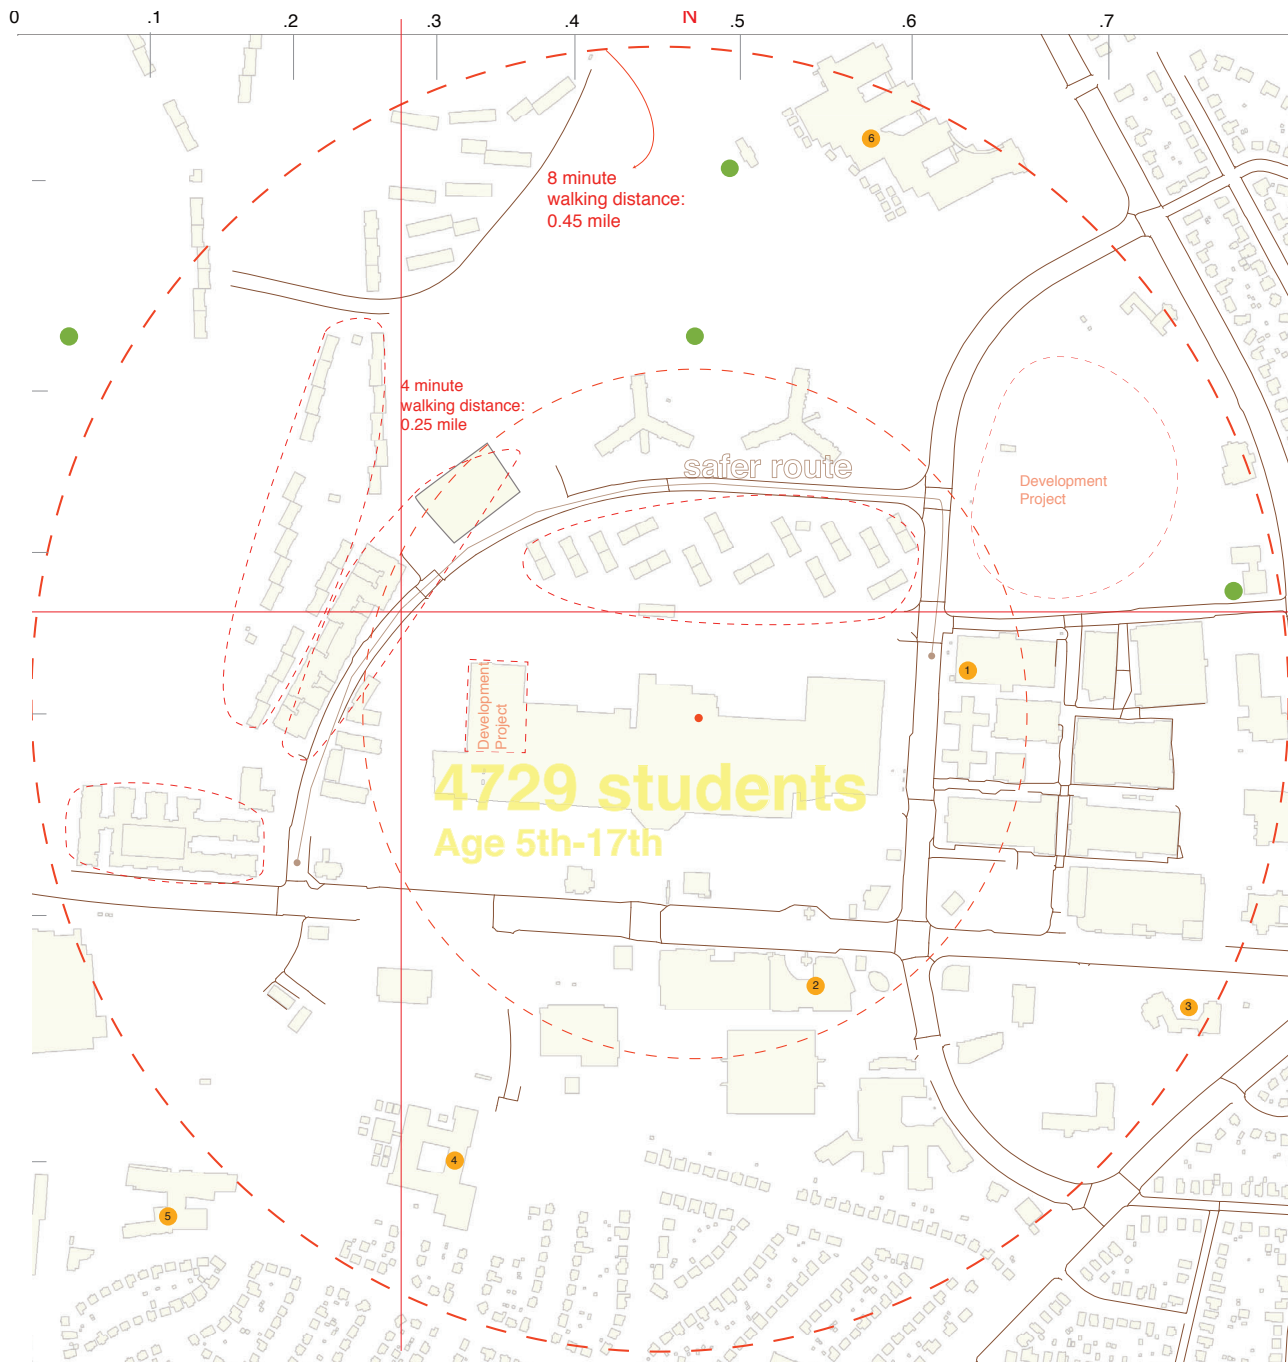 0 .1 .2 .3 .4 N .5 .6 .7
6
8 minute
walking distance:
0.45 mile
4 minute
walking distance:
0.25 mile
safer route
Development
Project
1
Development
Project
4729 students
Age 5th-17th
2
3
4
5